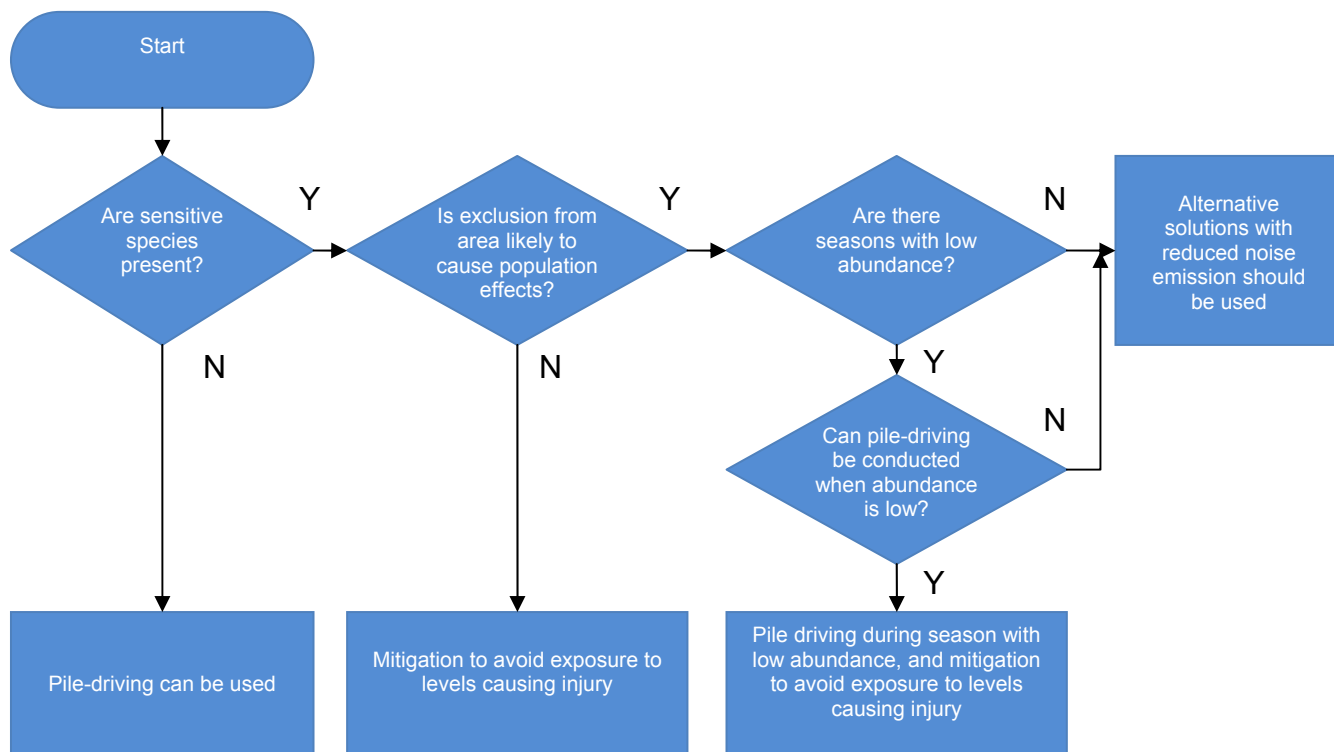 Start
Are sensitive
species
present?
Y
N
Is exclusion from
area likely to
cause population
effects?
Y
N
Are there
seasons with low
abundance?
N
Y
Alternative
solutions with
reduced noise
emission should
be used
Can pile-driving
be conducted
when abundance
is low?
N
Y
Pile-driving can be used
Mitigation to avoid exposure to
levels causing injury
Pile driving during season with
low abundance, and mitigation
to avoid exposure to levels
causing injury